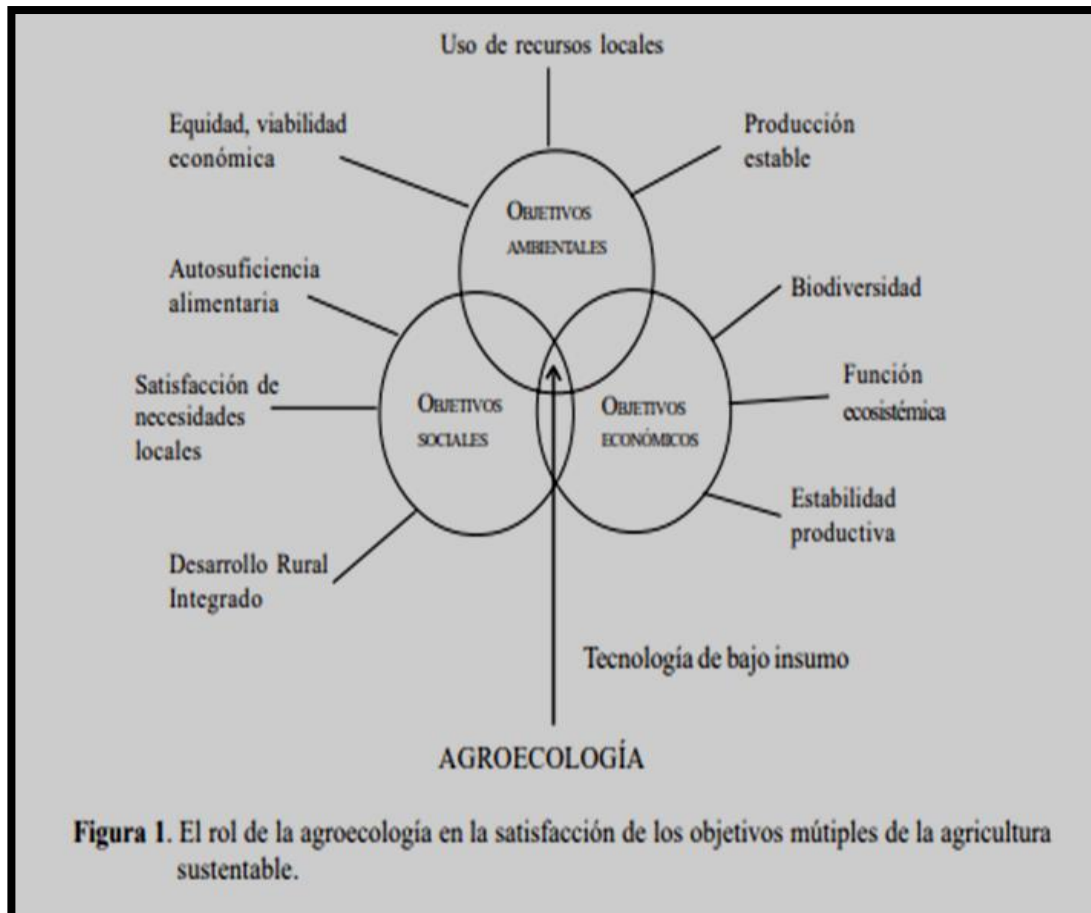 Uso de recursos locales
Equidad, viabilidad
económica
Producción
estable
OBJETIVOS
AMBIENTALES
Autosuficiencia
alimentaria
Biodiversidad
Satisfacción de
necesidades
locales
OBJETIVOS
SOCIALES
OBJETIVOS
ECONÓMICOS
Función
ecosistémica
Estabilidad
productiva
Desarrollo Rural
Integrado
Tecnología de bajo insumo
AGROECOLOGÍA
Figura 1. El rol de la agroecología en la satisfacción de los objetivos mútiples de la agricultura
sustentable.